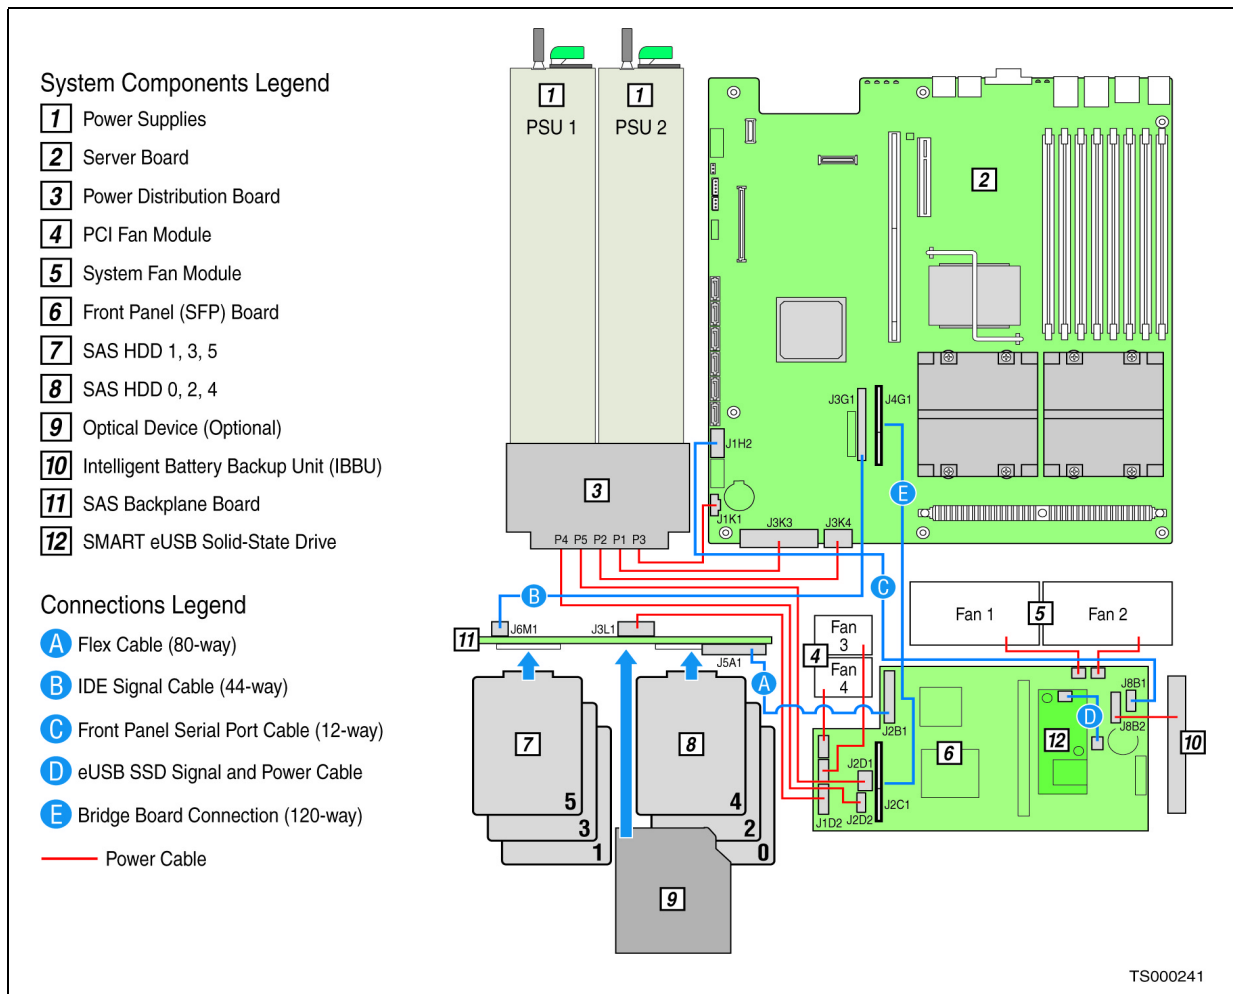 System Components Legend
1 Power Supplies
2 Server Board
3 Power Distribution Board
4 PCI Fan Module
5 System Fan Module
6 Front Panel (SFP) Board
7 SAS HDD 1, 3, 5
8 SAS HDD 0, 2, 4
9 Optical Device (Optional)
10 Intelligent Battery Backup Unit (IBBU)
11 SAS Backplane Board
12 SMART eUSB Solid-State Drive
Connections Legend
A Flex Cable (80-way)
B IDE Signal Cable (44-way)
C Front Panel Serial Port Cable (12-way)
D eUSB SSD Signal and Power Cable
E Bridge Board Connection (120-way)
Power Cable
1
PSU 1
1
PSU 2
2
J3G1
J4G1
J1H2
E
3
J1K1
J3K3
J3K4
P4 P5 P2 P1 P3
B
C
Fan 1
5
Fan 2
11
J6M1
J3L1
J5A1
A
Fan
3
4
Fan
4
J2B1
J8B1
J8B2
D
12
10
6
7
8
J2D1
J2C1
J1D2
J2D2
5
3
1
4
2
0
9
TS000241